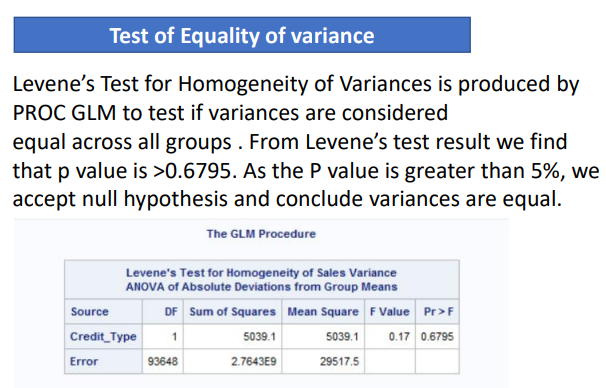 Test of Equality of variance
Levene’s Test for Homogeneity of Variances is produced by
PROC GLM to test if variances are considered
equal across all groups . From Levene’s test result we find
that p value is >0.6795. As the P value is greater than 5%, we
accept null hypothesis and conclude variances are equal.
The GLM Procedure
Levene's Test for Homogeneity of Sales Variance
ANOVA of Absolute Deviations from Group Means
Source DF Sum of Squares Mean Square F Value Pr > F
Credit_Type 1 5039.1 5039.1 0.17 0.6795
Error 93648 2.7643E9 29517.5